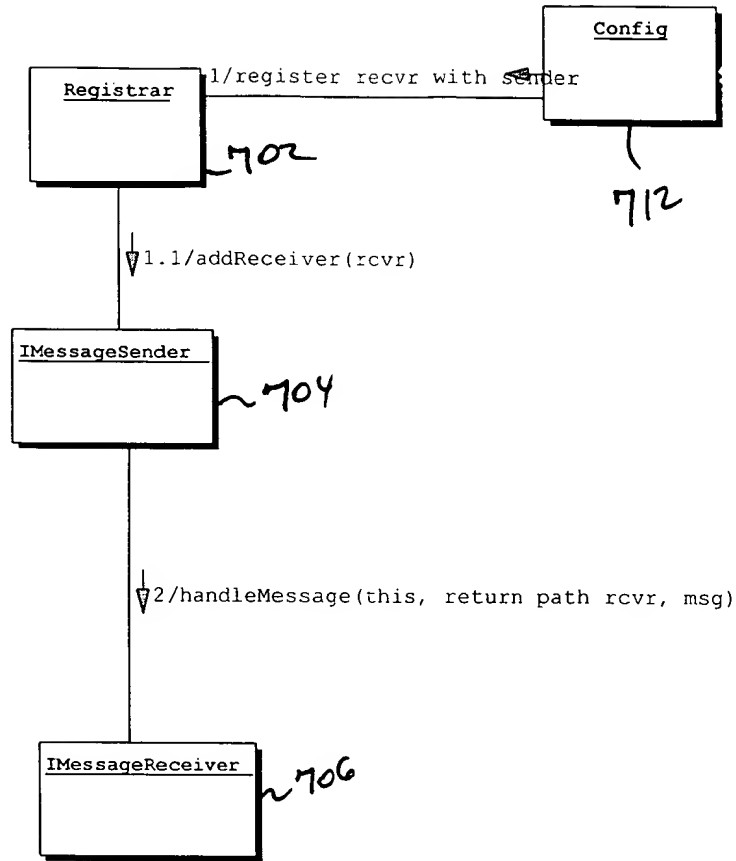 Config
1/register recvr with sender
Registrar
702
712
1.1/addReceiver(rcvr)
IMessageSender
704
2/handleMessage(this, return path rcvr, msg)
IMessageReceiver
706